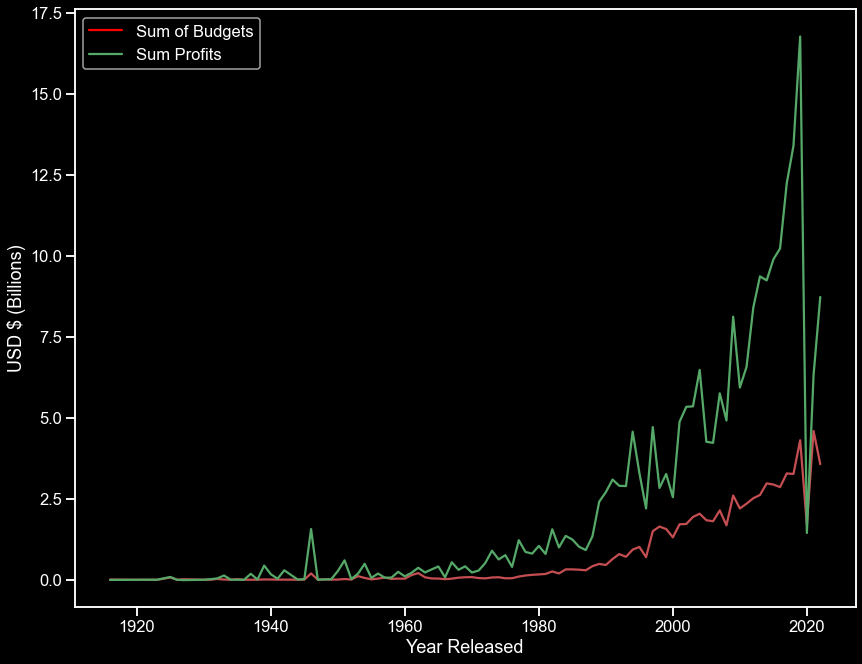 Sum of Budgets
Sum Profits
17.5
15.0
12.5
10.0
7.5
5.0
2.5
0.0
USD $ (Billions)
1920 1940 1960 1980 2000 2020
Year Released